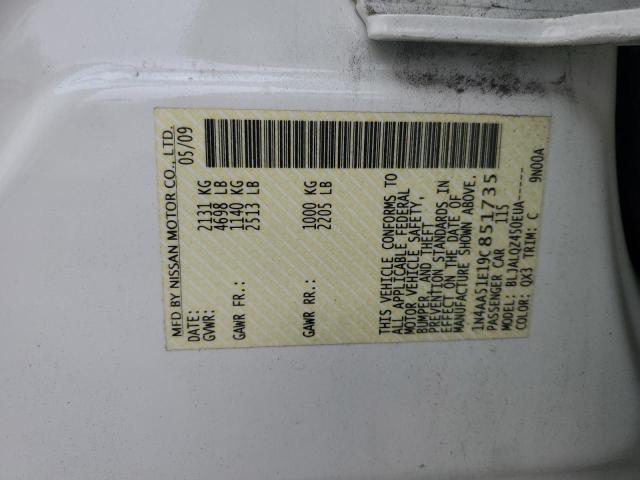 MFD BY NISSAN MOTOR CO., LTD.
DATE: 05/09
GVWR: 2131 KG
4698 LB
GAWR FR.: 1140 KG
2513 LB
GAWR RR.: 1000 KG
2205 LB
THIS VEHICLE CONFORMS TO
ALL APPLICABLE FEDERAL
MOTOR VEHICLE SAFETY,
BUMPER, AND THEFT
PREVENTION STANDARDS IN
EFFECT ON THE DATE OF
MANUFACTURE SHOWN ABOVE.
1N4AA51E19C851735
PASSENGER CAR 115
MODEL: BLJALQZ450EUA-----
COLOR: QX3 TRIM: C 9N00A